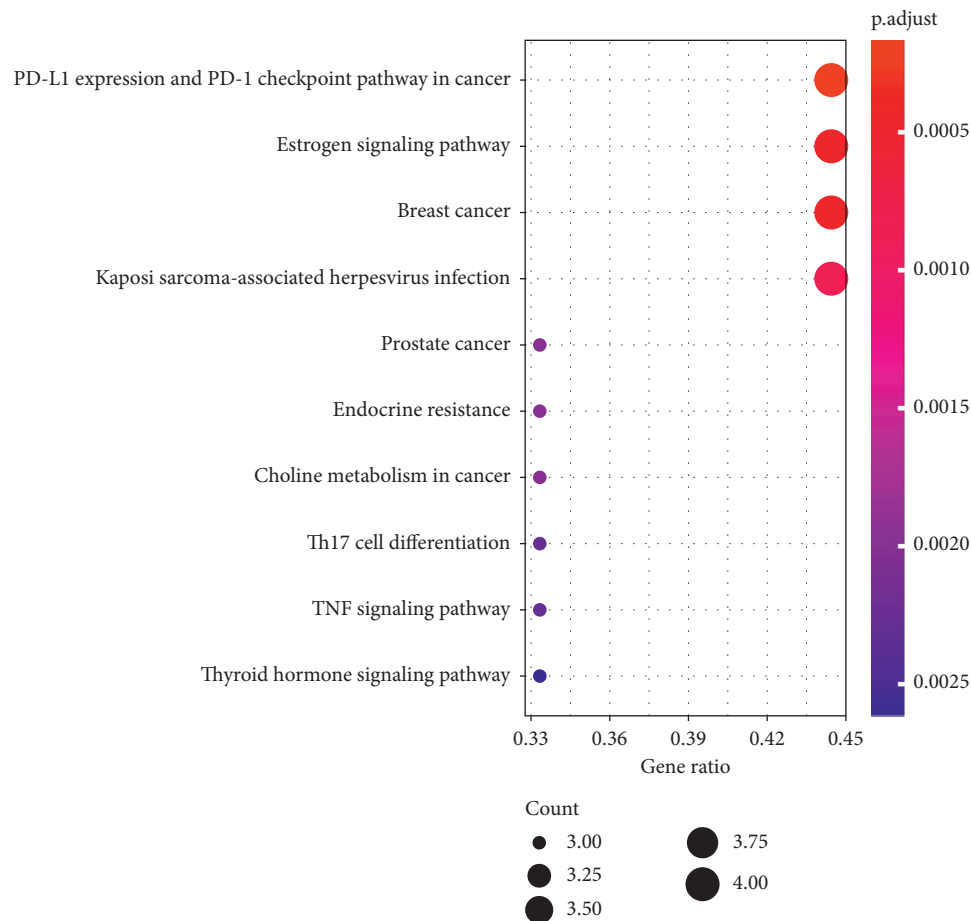 p.adjust
PD-L1 expression and PD-1 checkpoint pathway in cancer
Estrogen signaling pathway
Breast cancer
Kaposi sarcoma-associated herpesvirus infection
Prostate cancer
Endocrine resistance
Choline metabolism in cancer
Th17 cell differentiation
TNF signaling pathway
Thyroid hormone signaling pathway
0.0005
0.0010
0.0015
0.0020
0.0025
0.33 0.36 0.39 0.42 0.45
Gene ratio
Count
3.00
3.25
3.50
3.75
4.00